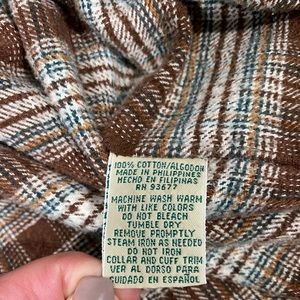 100% COTTON/ALGODON
MADE IN PHILIPPINES
HECHO EN FILIPINAS
RN 93677
MACHINE WASH WARM
WITH LIKE COLORS
DO NOT BLEACH
TUMBLE DRY
REMOVE PROMPTLY
STEAM IRON AS NEEDED
DO NOT IRON
COLLAR AND CUFF TRIM
VER AL DORSO PARA
CUIDADO EN ESPAÑOL